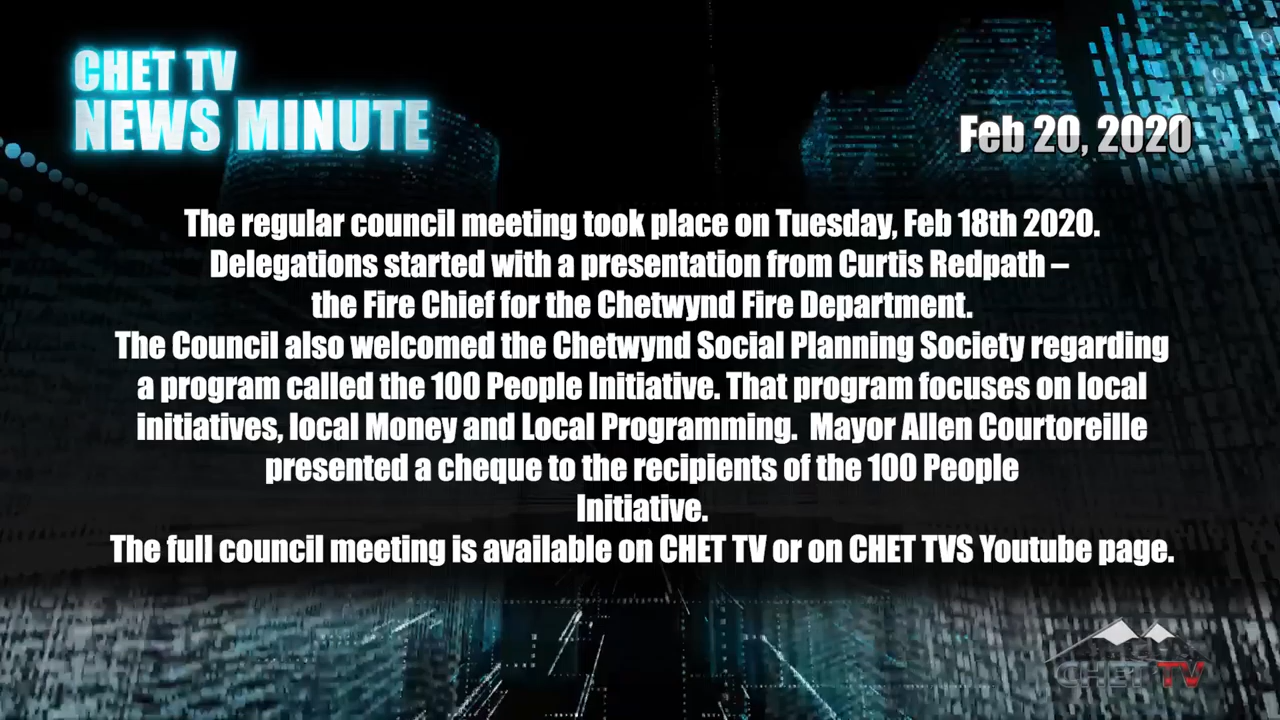 CHET TV
NEWS MINUTE
Feb 20, 2020
The regular council meeting took place on Tuesday, Feb 18th 2020.
Delegations started with a presentation from Curtis Redpath –
the Fire Chief for the Chetwynd Fire Department.
The Council also welcomed the Chetwynd Social Planning Society regarding
a program called the 100 People Initiative. That program focuses on local
initiatives, local Money and Local Programming.  Mayor Allen Courtoreille
presented a cheque to the recipients of the 100 People
Initiative.
The full council meeting is available on CHET TV or on CHET TVS Youtube page.
CHET TV